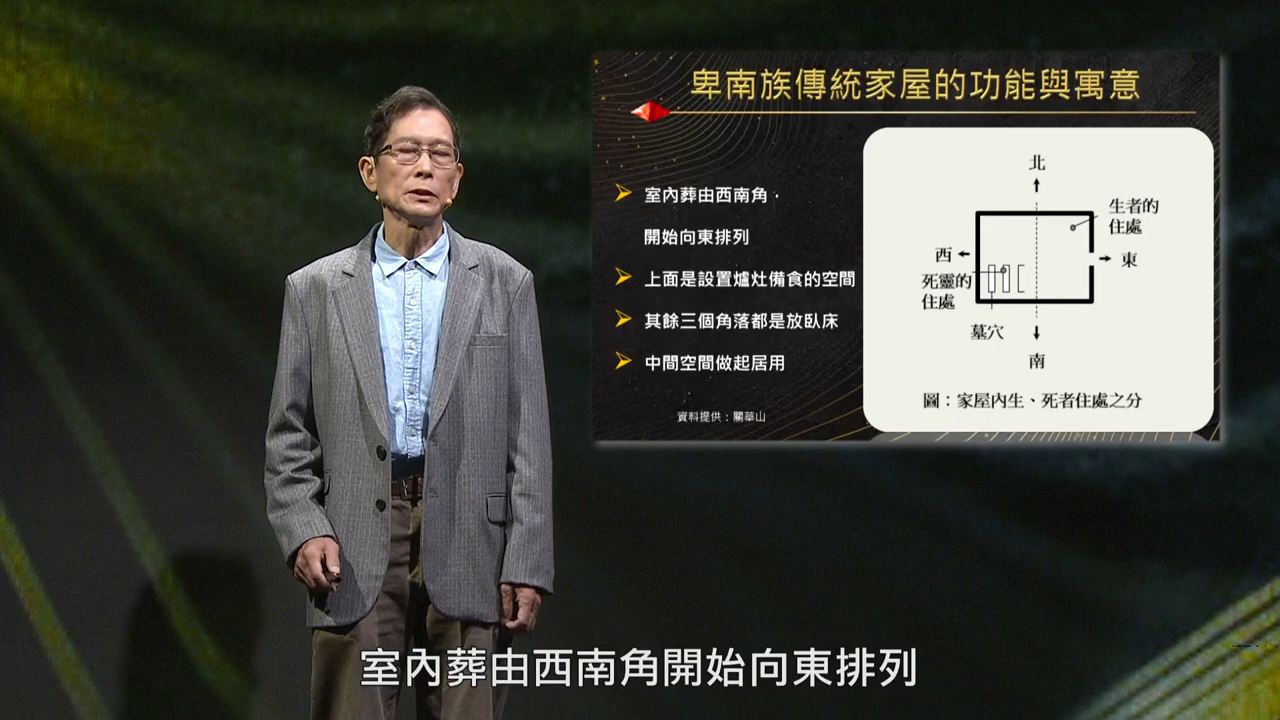 卑南族傳統家屋的功能與寓意
室內葬由西南角，
開始向東排列
上面是設置爐灶備食的空間
其餘三個角落都是放臥床
中間空間做起居用
資料提供：關華山
北
生者的
住處
西
東
死靈的
住處
墓穴
南
圖：家屋內生、死者住處之分
室內葬由西南角開始向東排列